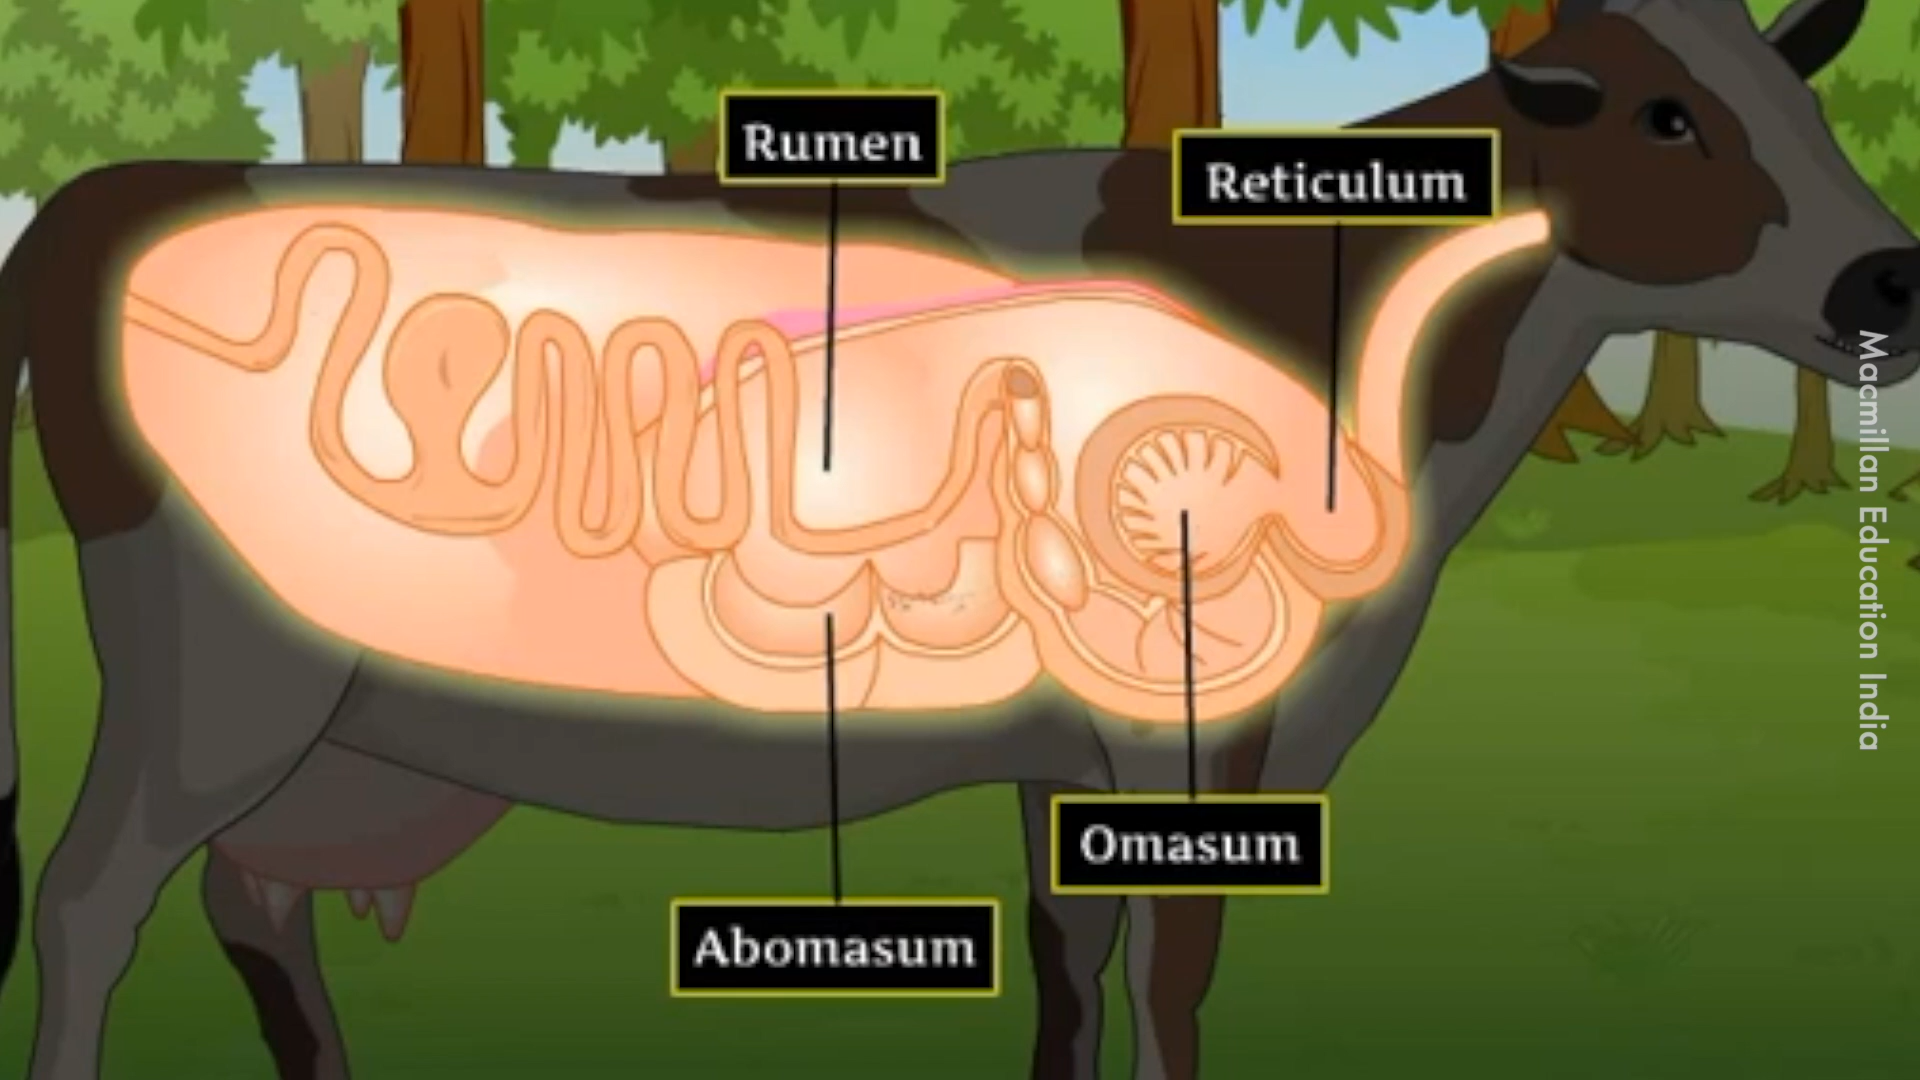 Rumen
Reticulum
Omasum
Abomasum
Macmillan Education India